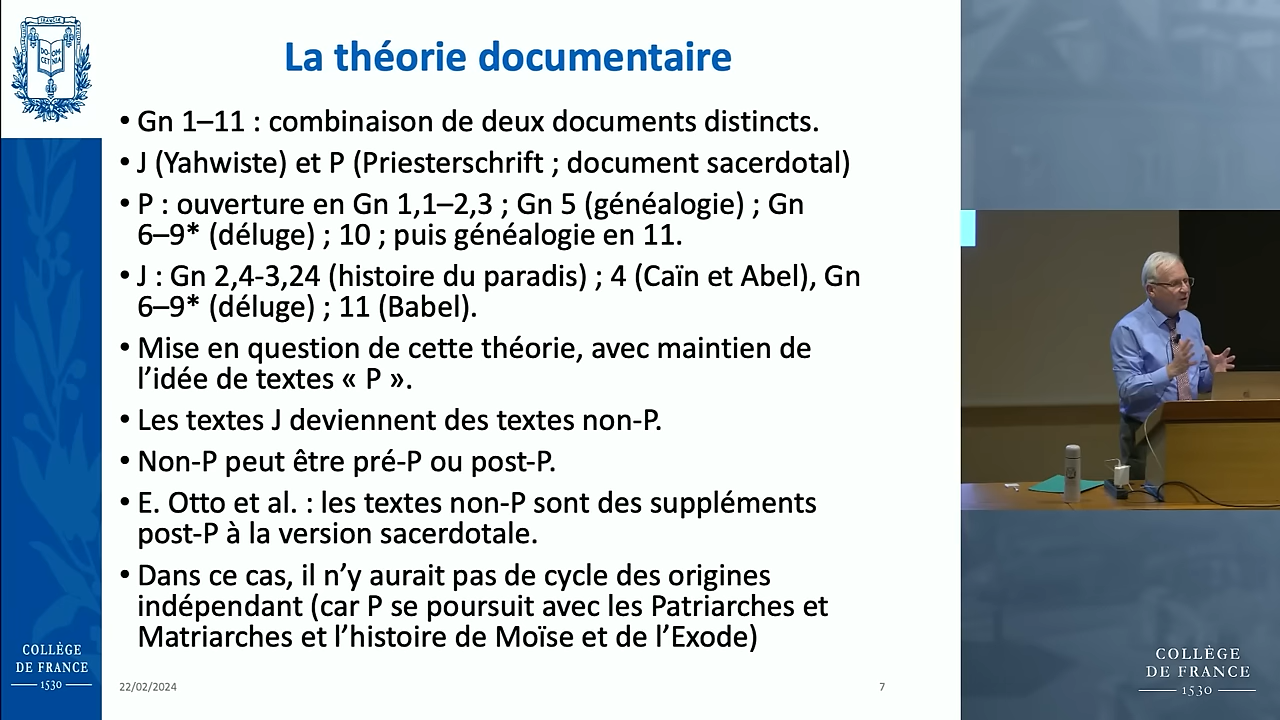 La théorie documentaire
• Gn 1–11 : combinaison de deux documents distincts.
• J (Yahwiste) et P (Priesterschrift ; document sacerdotal)
• P : ouverture en Gn 1,1–2,3 ; Gn 5 (généalogie) ; Gn
6–9* (déluge) ; 10 ; puis généalogie en 11.
• J : Gn 2,4-3,24 (histoire du paradis) ; 4 (Caïn et Abel), Gn
6–9* (déluge) ; 11 (Babel).
• Mise en question de cette théorie, avec maintien de
l’idée de textes « P ».
• Les textes J deviennent des textes non-P.
• Non-P peut être pré-P ou post-P.
• E. Otto et al. : les textes non-P sont des suppléments
post-P à la version sacerdotale.
• Dans ce cas, il n’y aurait pas de cycle des origines
indépendant (car P se poursuit avec les Patriarches et
Matriarches et l’histoire de Moïse et de l’Exode)
22/02/2024
7
COLLÈGE
DE FRANCE
1530
COLLÈGE
DE FRANCE
1530